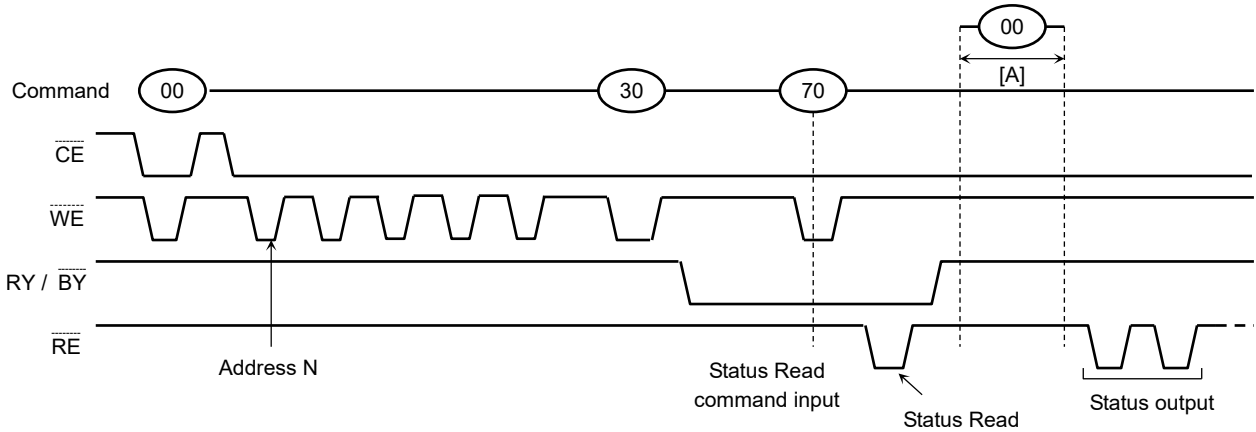 00
[A]
Command 00 30 70
CE
WE
RY / BY
RE
Address N
Status Read
command input
Status Read
Status output